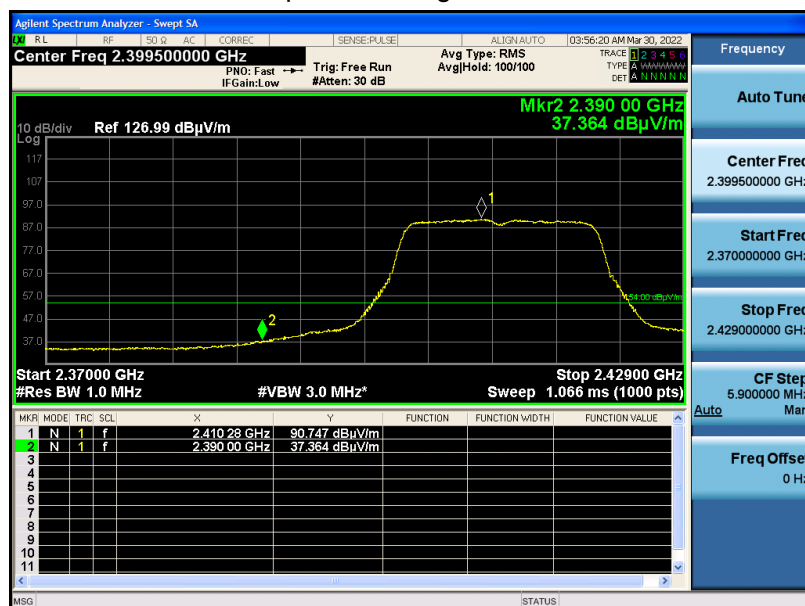 Agilent Spectrum Analyzer - Swept SA
LXI RL RF 50 Ω AC CORREC SENSE:PULSE ALIGN AUTO 03:56:20 AM Mar 30, 2022
Center Freq 2.399500000 GHz
PNO: Fast
IFGain:Low
Trig: Free Run
#Atten: 30 dB
Avg Type: RMS
Avg|Hold: 100/100
TRACE 1 2 3 4 5 6
TYPE A WWWWW
DET A N N N N N
Mkr2 2.390 00 GHz
37.364 dBµV/m
10 dB/div Ref 126.99 dBµV/m
Log
117
107
97.0
87.0
77.0
67.0
57.0
47.0
37.0
1
2
54.00 dBµV/m
Start 2.37000 GHz Stop 2.42900 GHz
#Res BW 1.0 MHz #VBW 3.0 MHz* Sweep 1.066 ms (1000 pts)
MKR MODE TRC SCL X Y FUNCTION FUNCTION WIDTH FUNCTION VALUE
1 N 1 f 2.410 28 GHz 90.747 dBµV/m
2 N 1 f 2.390 00 GHz 37.364 dBµV/m
3
4
5
6
7
8
9
10
11
MSG STATUS
Frequency
Auto Tune
Center Freq
2.399500000 GHz
Start Freq
2.370000000 GHz
Stop Freq
2.429000000 GHz
CF Step
5.900000 MHz
Auto Man
Freq Offset
0 Hz